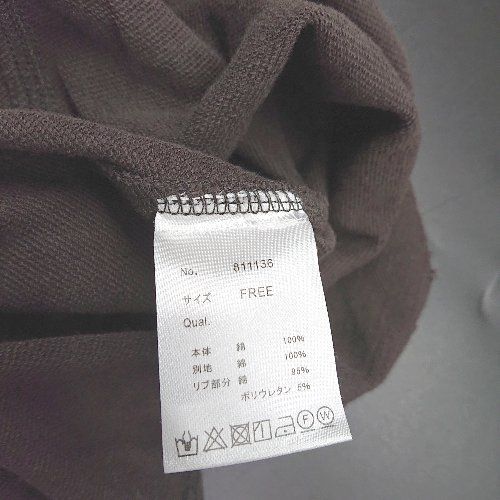 No. 811136
サイズ FREE
Qual.
本体 綿 100%
別地 綿 100%
リブ部分 綿 95%
ポリウレタン 5%
F W